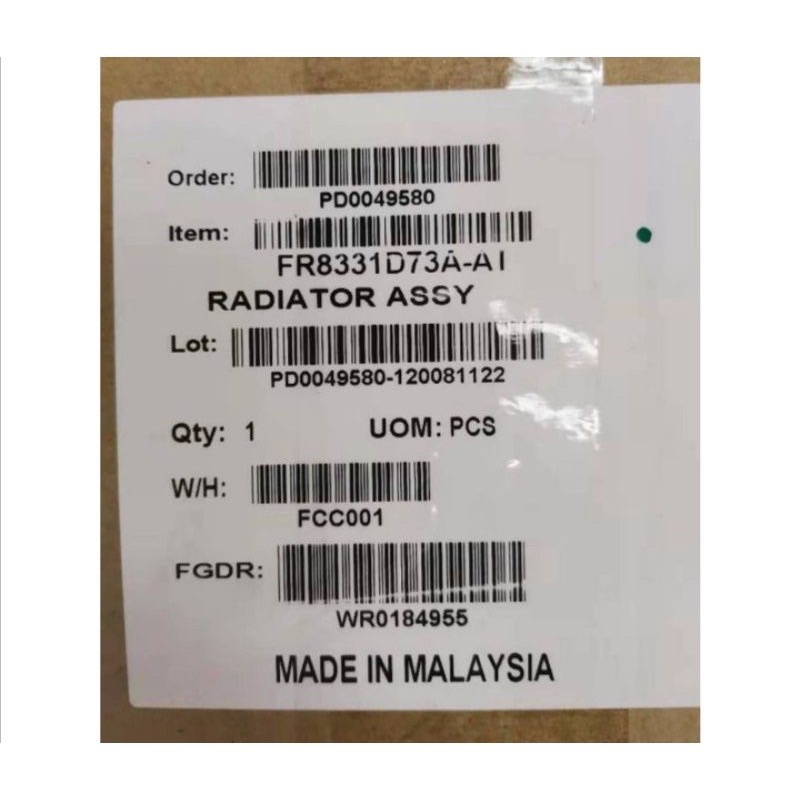 Order:
PD0049580
Item:
FR8331D73A-A1
RADIATOR ASSY
Lot:
PD0049580-120081122
Qty: 1 UOM: PCS
W/H:
FCC001
FGDR:
WR0184955
MADE IN MALAYSIA